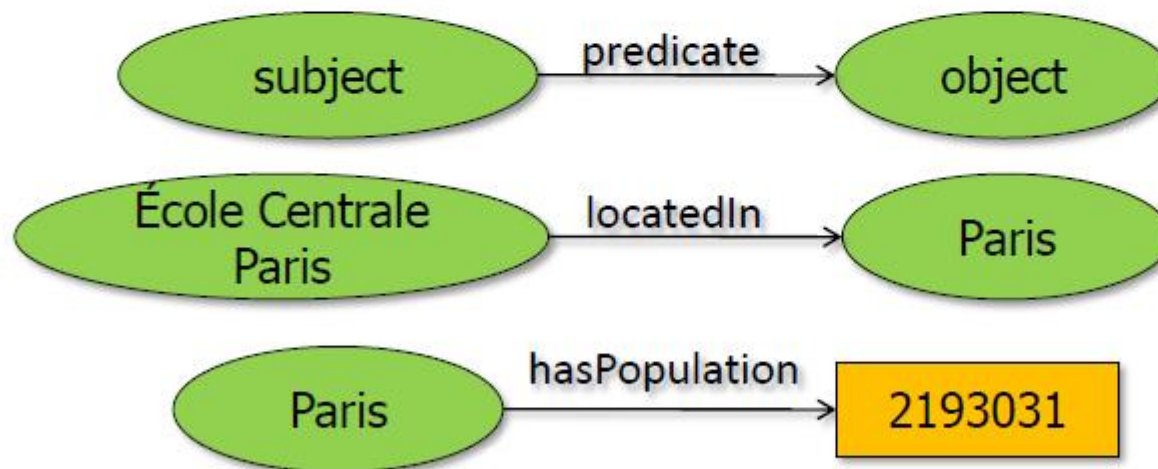 subject predicate object
École Centrale
Paris
locatedIn
Paris
Paris hasPopulation 2193031